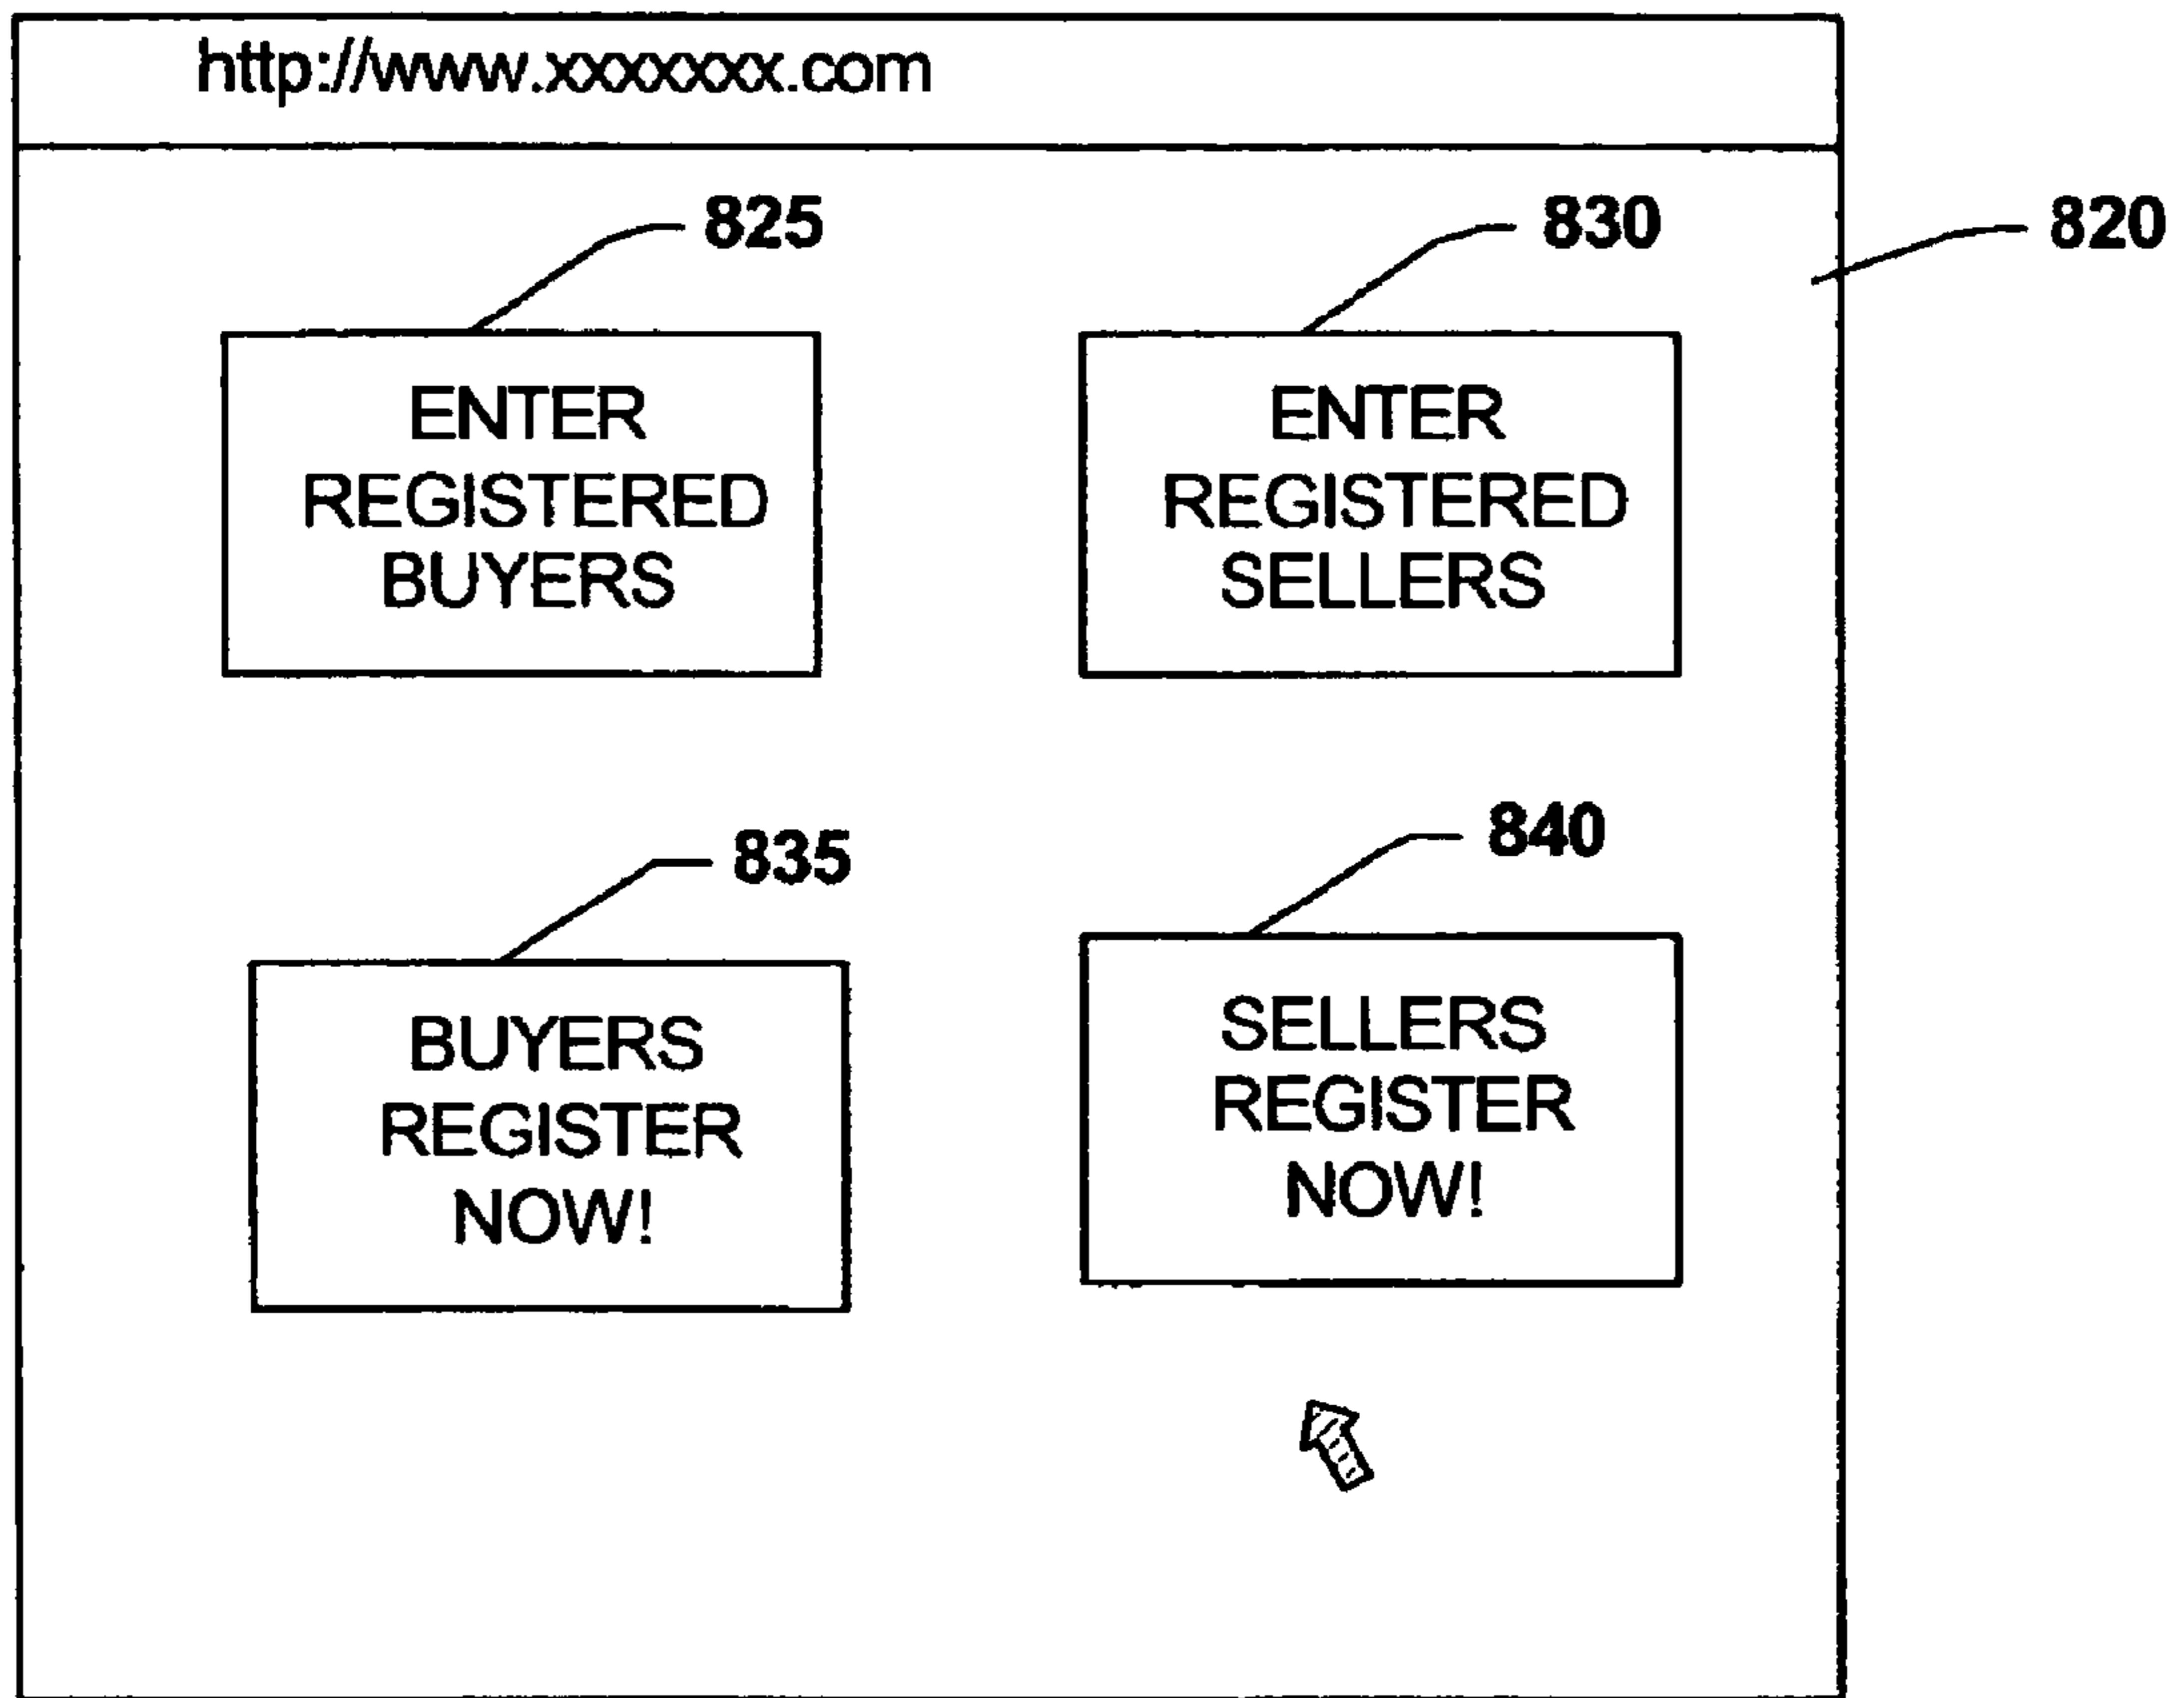 http://www.xxxxxxx.com
825
830
820
ENTER
REGISTERED
BUYERS
ENTER
REGISTERED
SELLERS
835
840
BUYERS
REGISTER
NOW!
SELLERS
REGISTER
NOW!